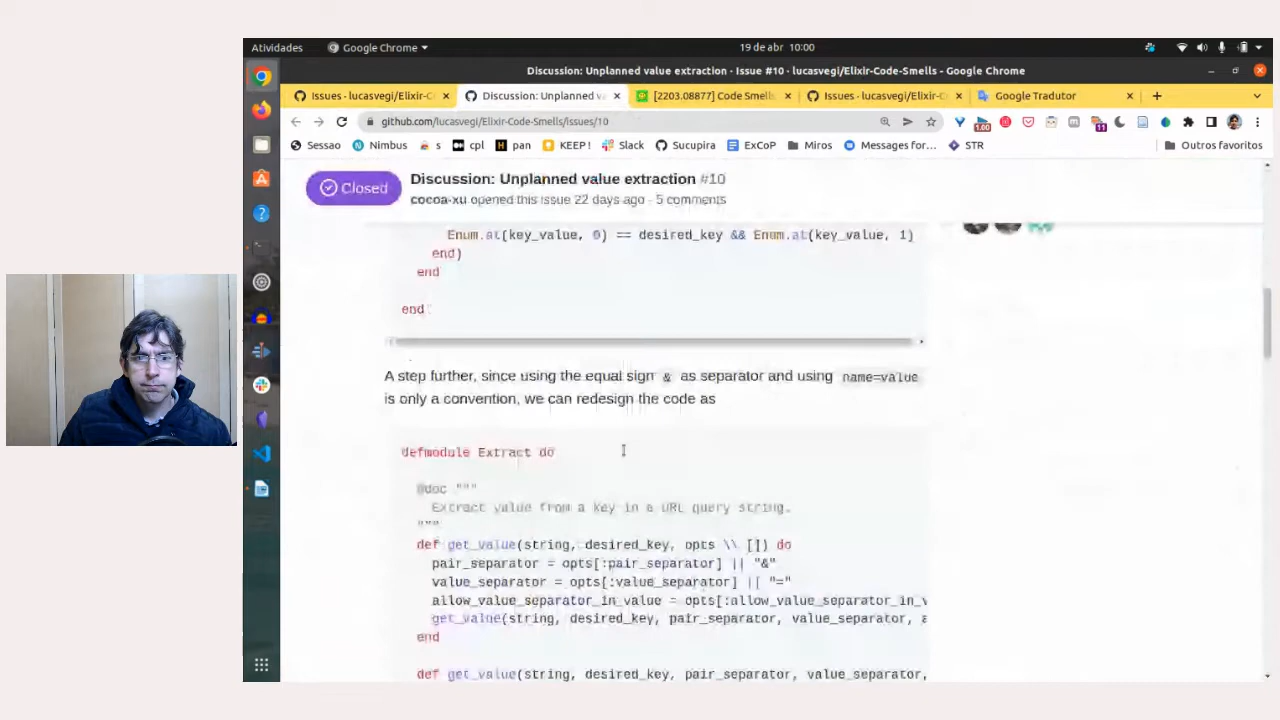 Atividades Google Chrome 19 de abr 10:00
Discussion: Unplanned value extraction · Issue #10 · lucasvegi/Elixir-Code-Smells - Google Chrome
Issues · lucasvegi/Elixir-C Discussion: Unplanned va [2203.08877] Code Smells Issues · lucasvegi/Elixir-C Google Tradutor
github.com/lucasvegi/Elixir-Code-Smells/issues/10
1.00 11
Sessao Nimbus s cpl pan KEEP! Slack Sucupira ExCoP Miros Messages for... STR Outros favoritos
Closed
Discussion: Unplanned value extraction #10
cocoa-xu opened this issue 22 days ago · 5 comments
Enum.at(key_value, 0) == desired_key && Enum.at(key_value, 1)
end)
end
end
A step further, since using the equal sign & as separator and using name=value
is only a convention, we can redesign the code as
defmodule Extract do
@doc """
Extract value from a key in a URL query string.
"""
def get_value(string, desired_key, opts \\ []) do
pair_separator = opts[:pair_separator] || "&"
value_separator = opts[:value_separator] || "="
allow_value_separator_in_value = opts[:allow_value_separator_in_v
get_value(string, desired_key, pair_separator, value_separator, a
end
def get_value(string, desired_key, pair_separator, value_separator,